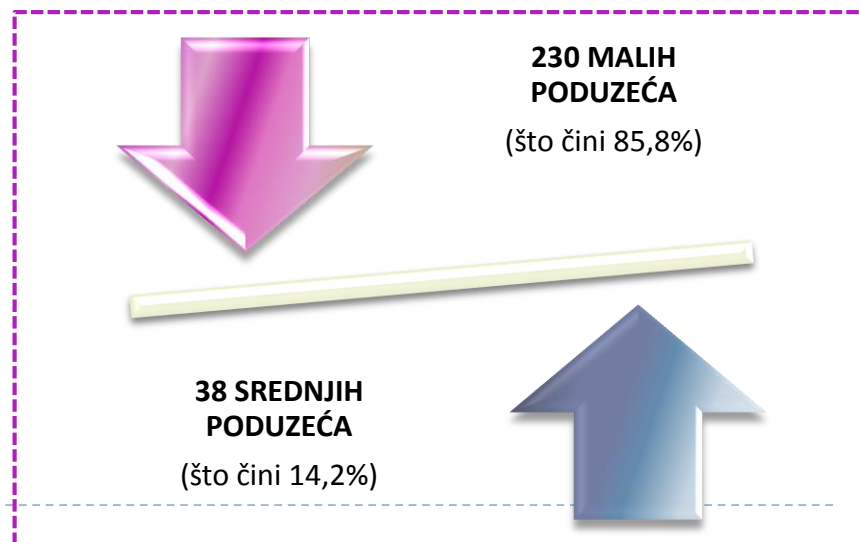 230 MALIH
PODUZEĆA
(što čini 85,8%)
38 SREDNJIH
PODUZEĆA
(što čini 14,2%)